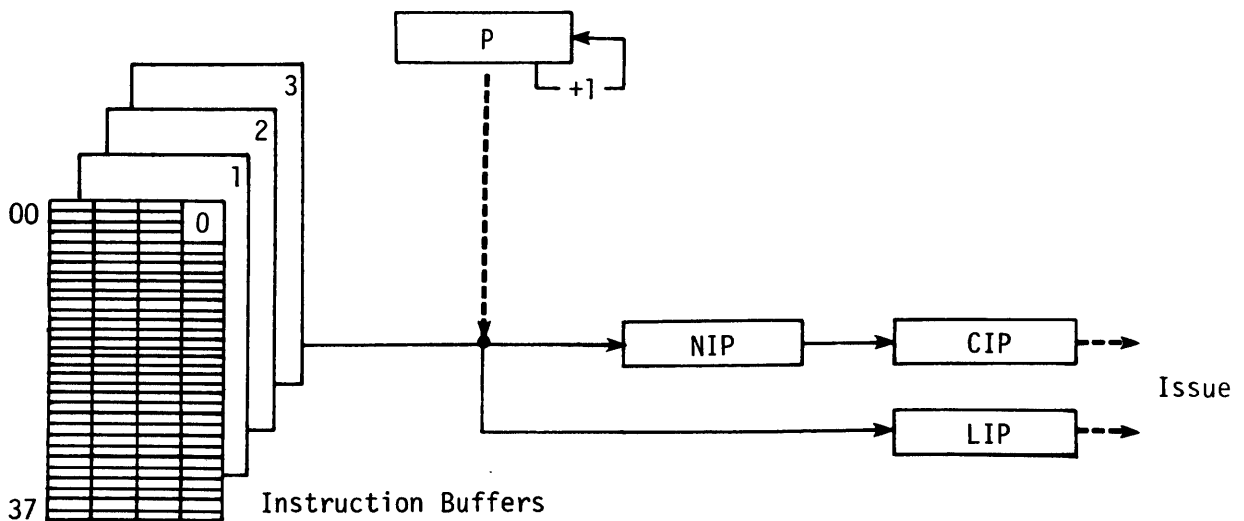 P
+1
3
2
1
00
0
NIP
CIP
Issue
LIP
37
Instruction Buffers